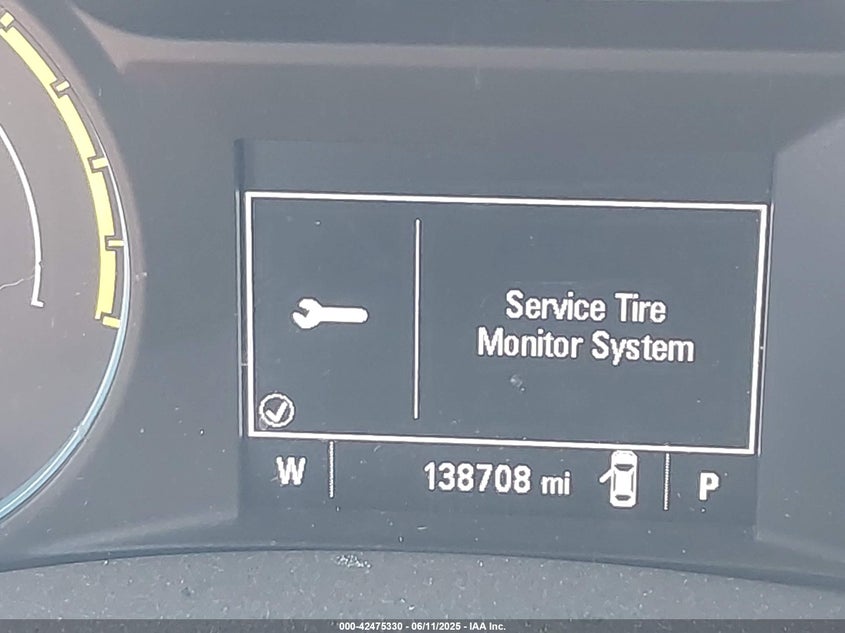 Service Tire
Monitor System
W 138708 mi P
000-42475330 - 06/11/2025 - IAA Inc.